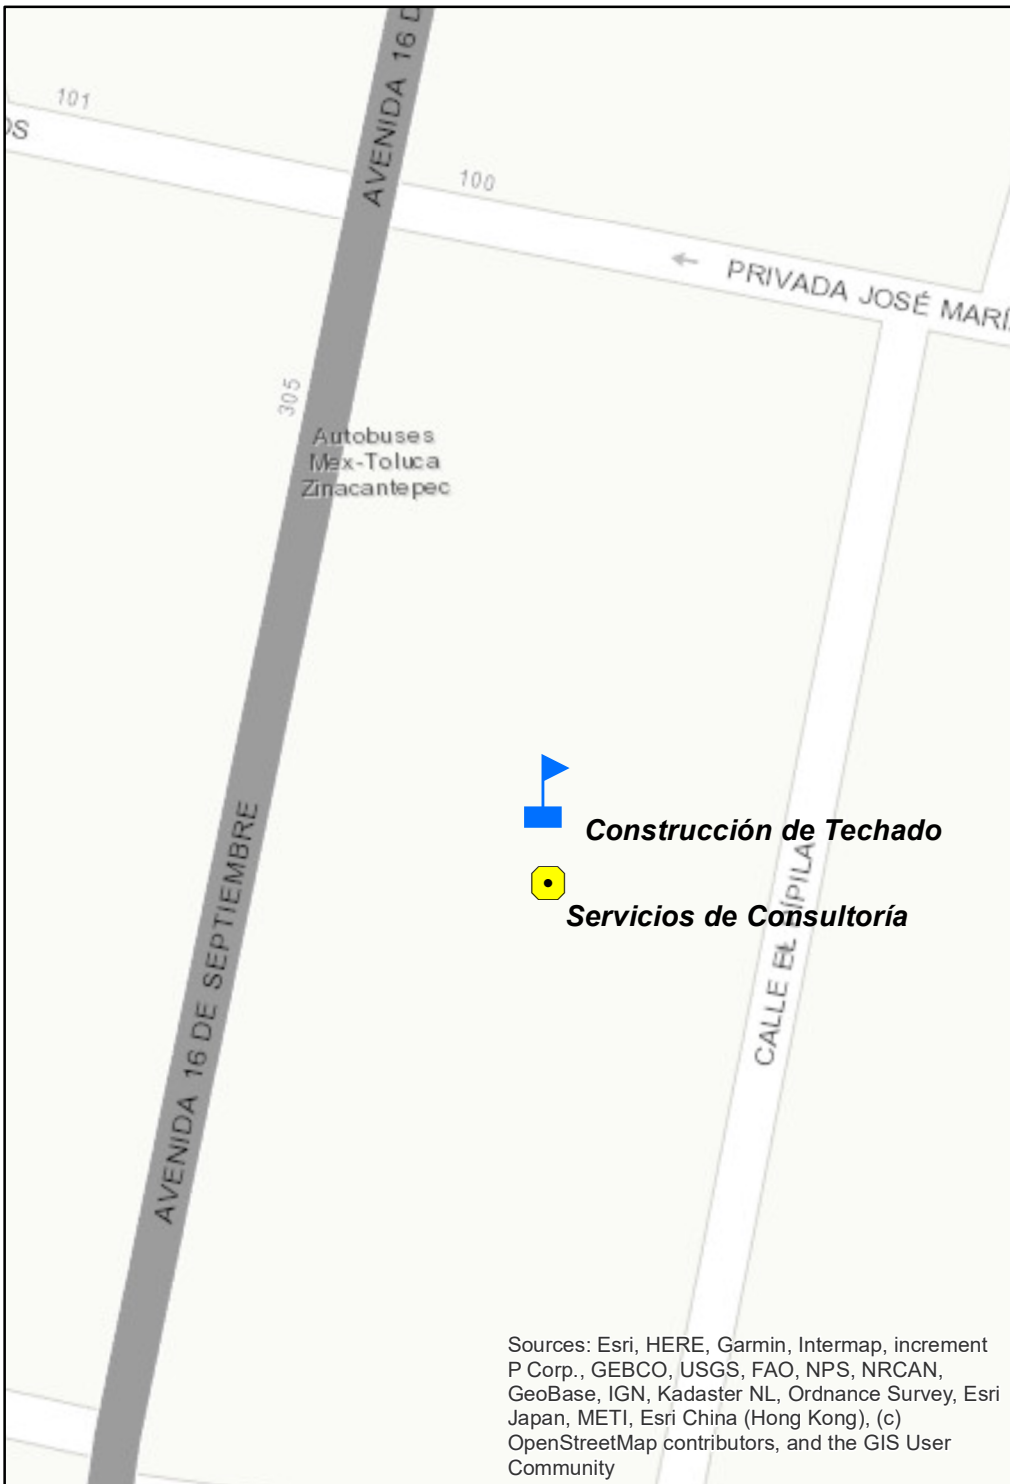 AVENIDA 16 D
101
OS
100
PRIVADA JOSÉ MARÍ
305
Autobuses
Mex-Toluca
Zinacantepec
Construcción de Techado
Servicios de Consultoría
CALLE EL PÍPILA
AVENIDA 16 DE SEPTIEMBRE
Sources: Esri, HERE, Garmin, Intermap, increment
P Corp., GEBCO, USGS, FAO, NPS, NRCAN,
GeoBase, IGN, Kadaster NL, Ordnance Survey, Esri
Japan, METI, Esri China (Hong Kong), (c)
OpenStreetMap contributors, and the GIS User
Community